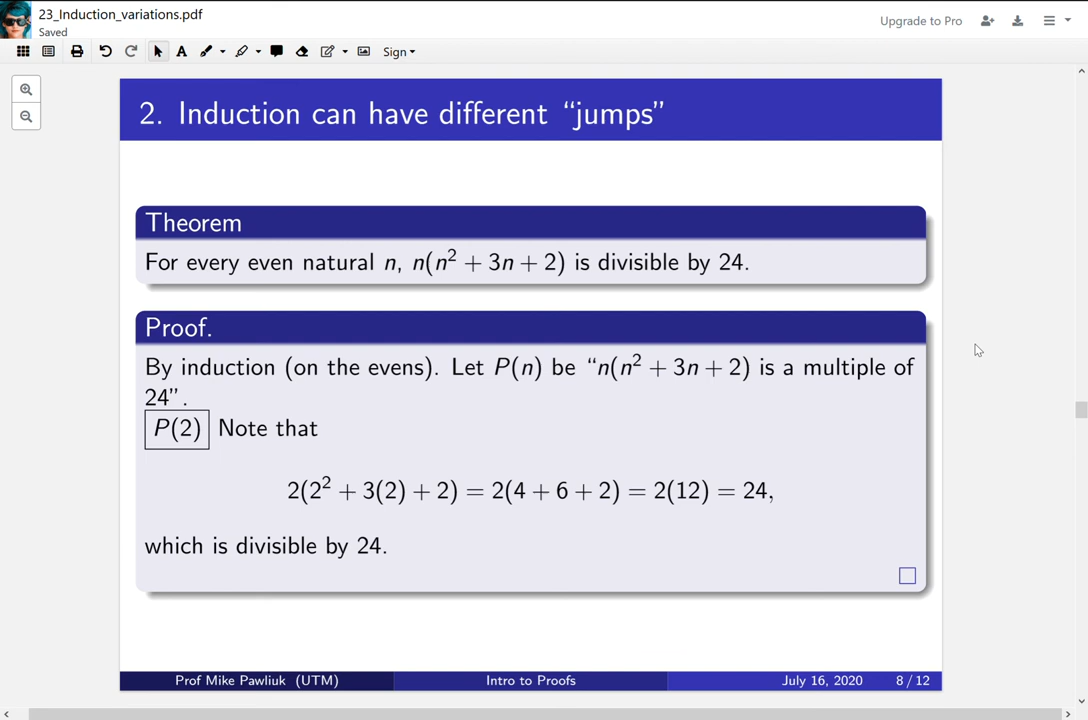 23_Induction_variations.pdf
Saved
Upgrade to Pro
A
Sign
2. Induction can have different “jumps”
Theorem
For every even natural n, n(n² + 3n + 2) is divisible by 24.
Proof.
By induction (on the evens). Let P(n) be “n(n² + 3n + 2) is a multiple of
24”.
P(2) Note that
2(2² + 3(2) + 2) = 2(4 + 6 + 2) = 2(12) = 24,
which is divisible by 24.
Prof Mike Pawliuk (UTM) Intro to Proofs July 16, 2020 8 / 12